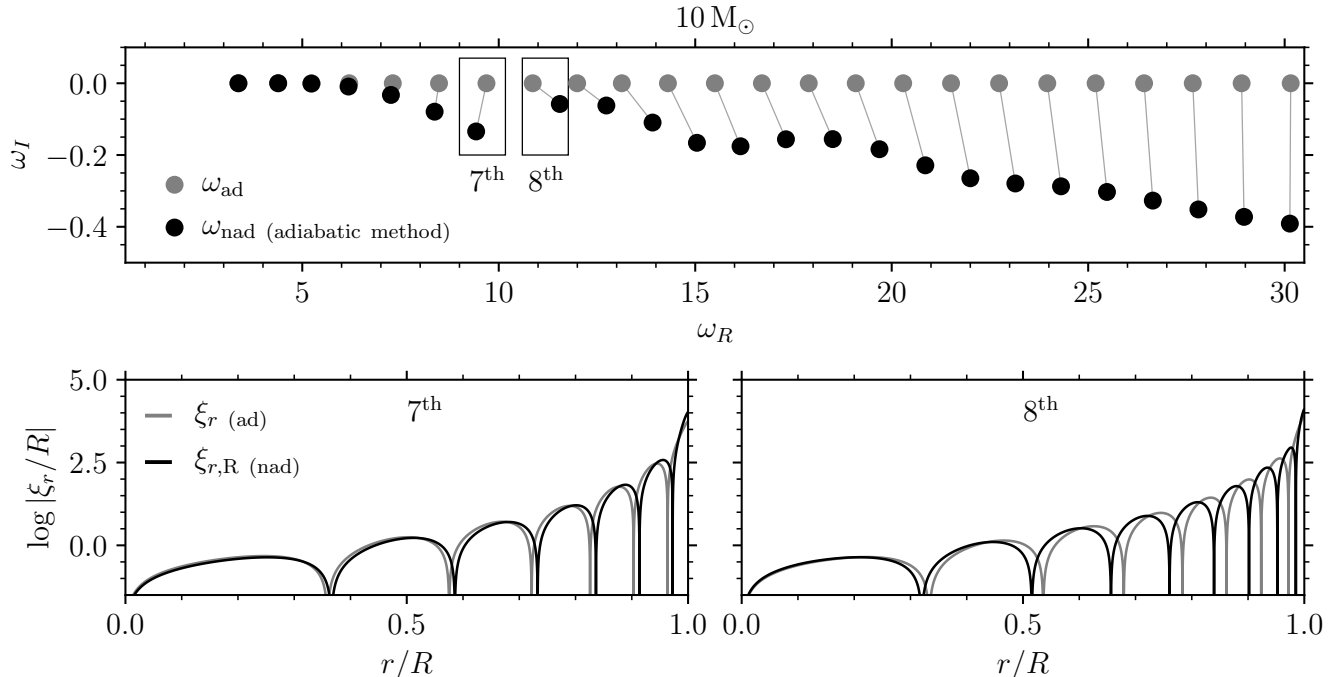 10 M⊙
0.0
−0.2
−0.4
ω_I
7th
8th
ω_ad
ω_nad (adiabatic method)
5
10
15
20
25
30
ω_R
5.0
2.5
0.0
log |ξ_r/R|
7th
ξ_r (ad)
ξ_r,R (nad)
0.0
0.5
1.0
r/R
8th
0.0
0.5
1.0
r/R